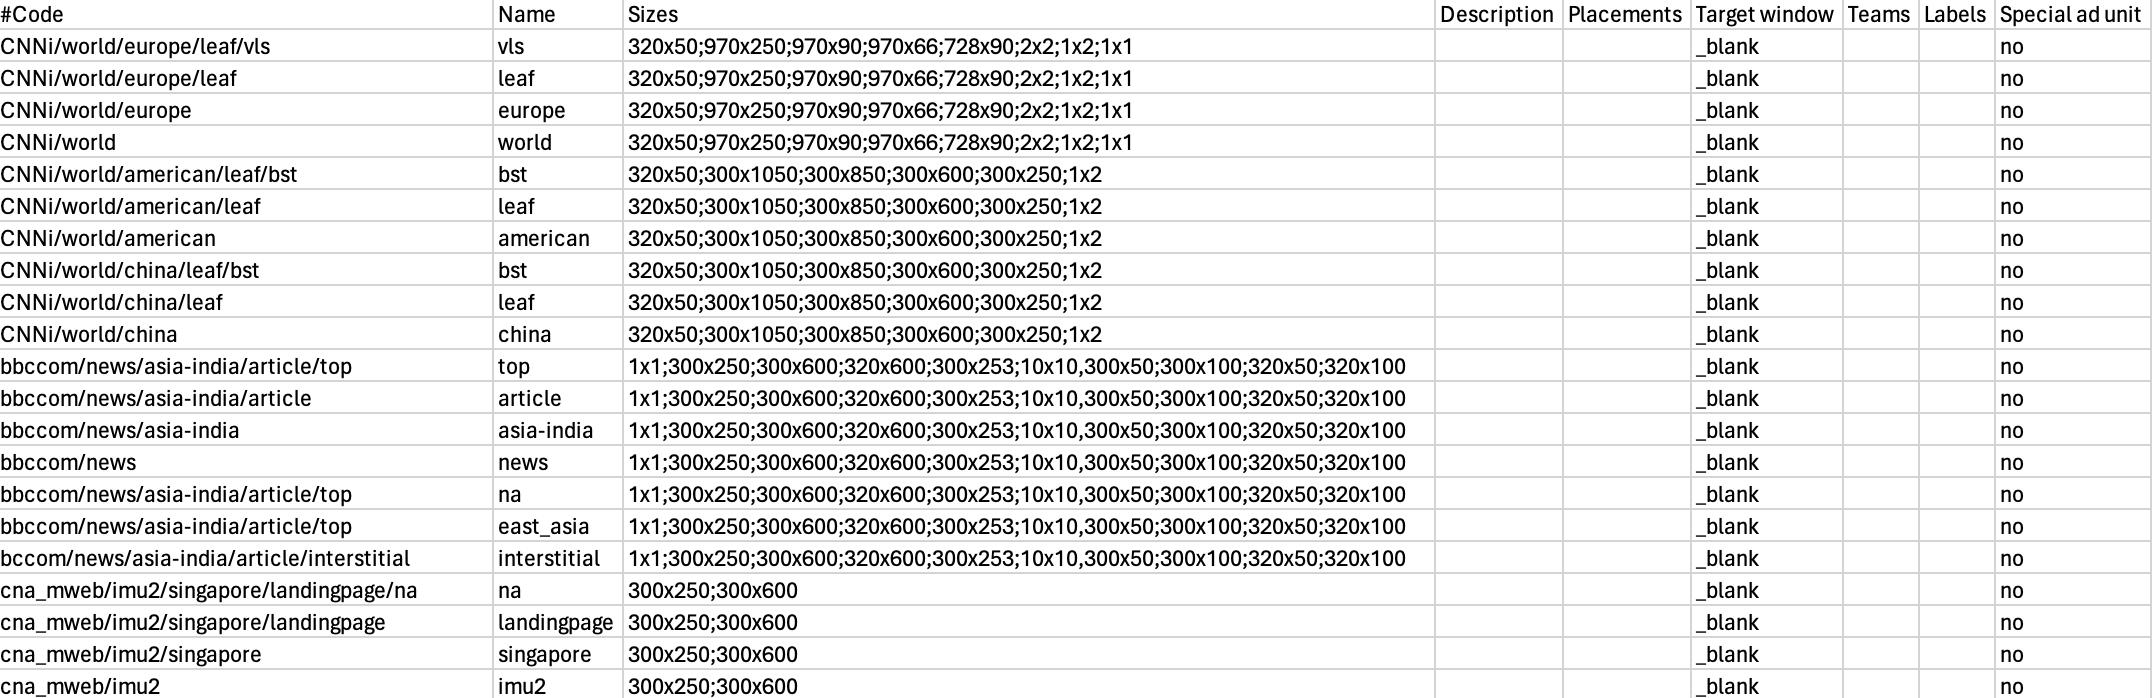 #Code Name Sizes Description Placements Target window Teams Labels Special ad unit
CNNi/world/europe/leaf/vls vls 320x50;970x250;970x90;970x66;728x90;2x2;1x2;1x1 _blank no
CNNi/world/europe/leaf leaf 320x50;970x250;970x90;970x66;728x90;2x2;1x2;1x1 _blank no
CNNi/world/europe europe 320x50;970x250;970x90;970x66;728x90;2x2;1x2;1x1 _blank no
CNNi/world world 320x50;970x250;970x90;970x66;728x90;2x2;1x2;1x1 _blank no
CNNi/world/american/leaf/bst bst 320x50;300x1050;300x850;300x600;300x250;1x2 _blank no
CNNi/world/american/leaf leaf 320x50;300x1050;300x850;300x600;300x250;1x2 _blank no
CNNi/world/american american 320x50;300x1050;300x850;300x600;300x250;1x2 _blank no
CNNi/world/china/leaf/bst bst 320x50;300x1050;300x850;300x600;300x250;1x2 _blank no
CNNi/world/china/leaf leaf 320x50;300x1050;300x850;300x600;300x250;1x2 _blank no
CNNi/world/china china 320x50;300x1050;300x850;300x600;300x250;1x2 _blank no
bbccom/news/asia-india/article/top top 1x1;300x250;300x600;320x600;300x253;10x10,300x50;300x100;320x50;320x100 _blank no
bbccom/news/asia-india/article article 1x1;300x250;300x600;320x600;300x253;10x10,300x50;300x100;320x50;320x100 _blank no
bbccom/news/asia-india asia-india 1x1;300x250;300x600;320x600;300x253;10x10,300x50;300x100;320x50;320x100 _blank no
bbccom/news news 1x1;300x250;300x600;320x600;300x253;10x10,300x50;300x100;320x50;320x100 _blank no
bbccom/news/asia-india/article/top na 1x1;300x250;300x600;320x600;300x253;10x10,300x50;300x100;320x50;320x100 _blank no
bbccom/news/asia-india/article/top east_asia 1x1;300x250;300x600;320x600;300x253;10x10,300x50;300x100;320x50;320x100 _blank no
bccom/news/asia-india/article/interstitial interstitial 1x1;300x250;300x600;320x600;300x253;10x10,300x50;300x100;320x50;320x100 _blank no
cna_mweb/imu2/singapore/landingpage/na na 300x250;300x600 _blank no
cna_mweb/imu2/singapore/landingpage landingpage 300x250;300x600 _blank no
cna_mweb/imu2/singapore singapore 300x250;300x600 _blank no
cna_mweb/imu2 imu2 300x250;300x600 _blank no